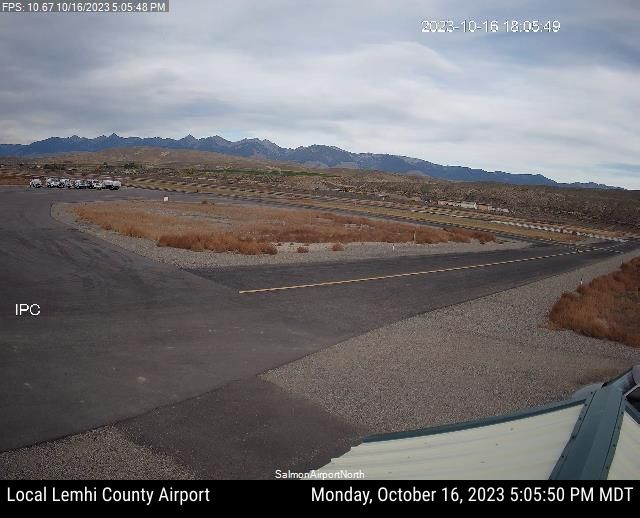 FPS: 10.67 10/16/2023 5:05:48 PM
2023-10-16 18:05:49
IPC
SalmonAirportNorth
Local Lemhi County Airport
Monday, October 16, 2023 5:05:50 PM MDT